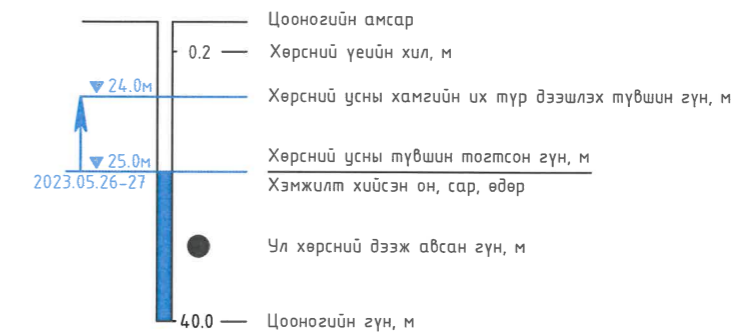 Цооногийн амсар
0.2 Хөрсний үеийн хил, м
24.0м
Хөрсний усны хамгийн их түр дээшлэх түвшин гүн, м
25.0м
Хөрсний усны түвшин тогтсон гүн, м
2023.05.26-27
Хэмжилт хийсэн он, сар, өдөр
Ул хөрсний дээж авсан гүн, м
40.0 Цооногийн гүн, м